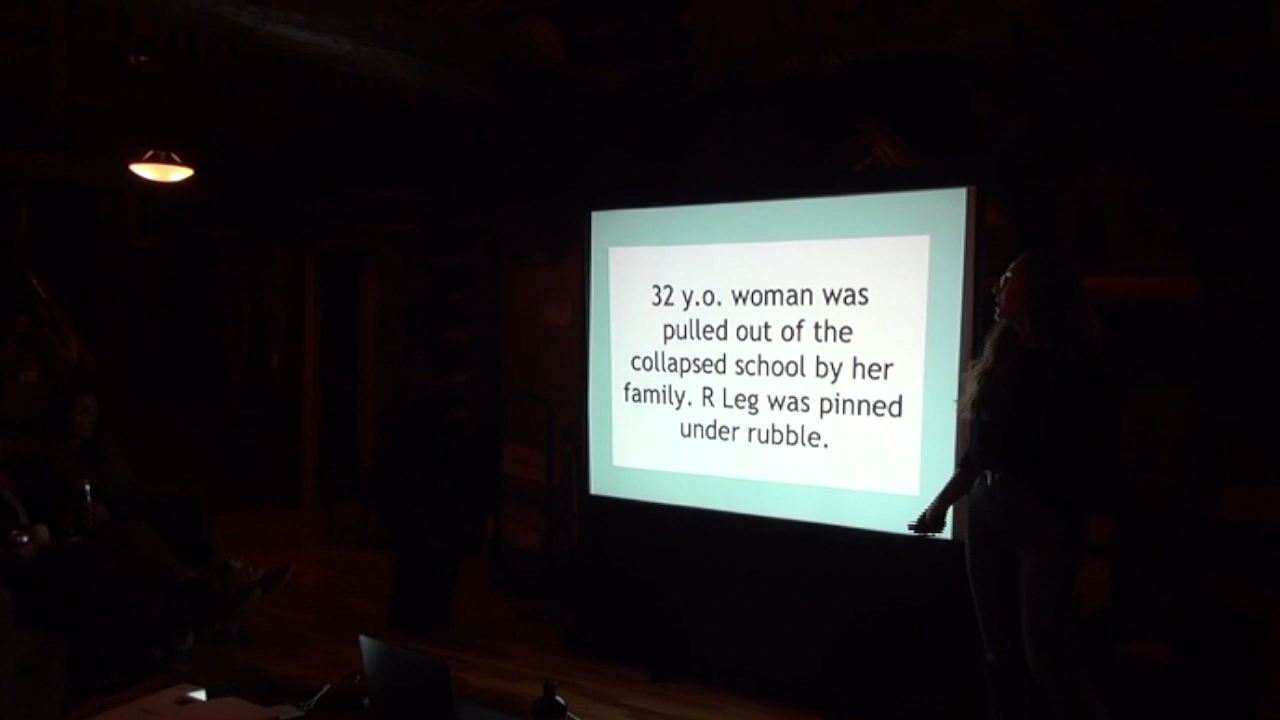 32 y.o. woman was
pulled out of the
collapsed school by her
family. R Leg was pinned
under rubble.